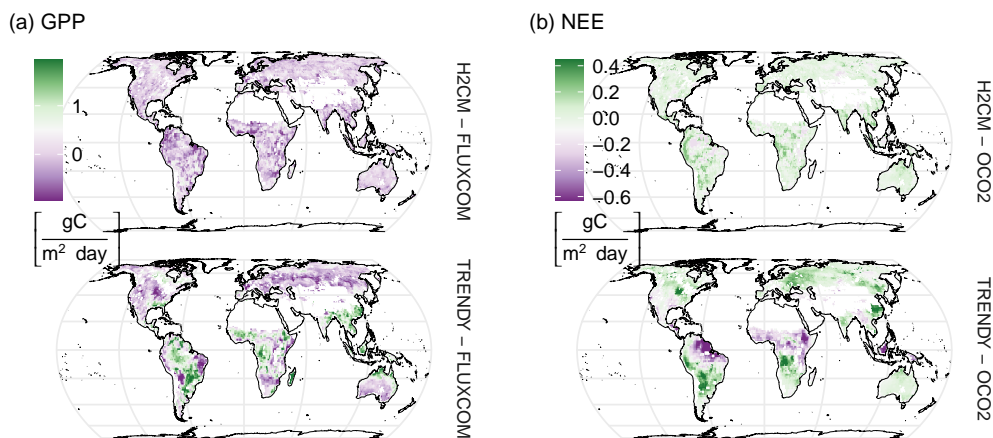 (a) GPP
1
0
gC
m² day
H2CM − FLUXCOM
TRENDY − FLUXCOM
(b) NEE
0.4
0.2
0.0
−0.2
−0.4
−0.6
gC
m² day
H2CM − OCO2
TRENDY − OCO2